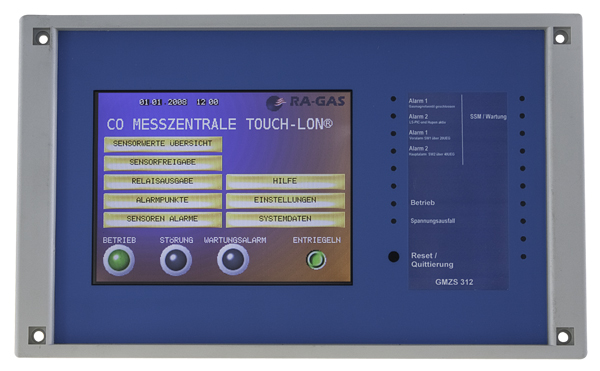 01.01.2008 12:00
RA-GAS
CO MESSZENTRALE TOUCH-LON®
SENSORWERTE ÜBERSICHT
SENSORFREIGABE
RELAISAUSGABE
HILFE
ALARMPUNKTE
EINSTELLUNGEN
SENSOREN ALARME
SYSTEMDATEN
BETRIEB
STÖRUNG
WARTUNGSALARM
ENTRIEGELN
Alarm 1
Alarm 2
SSM / Wartung
Alarm 1
Alarm 2
Betrieb
Spannungsausfall
Reset /
Quittierung
GMZS 312